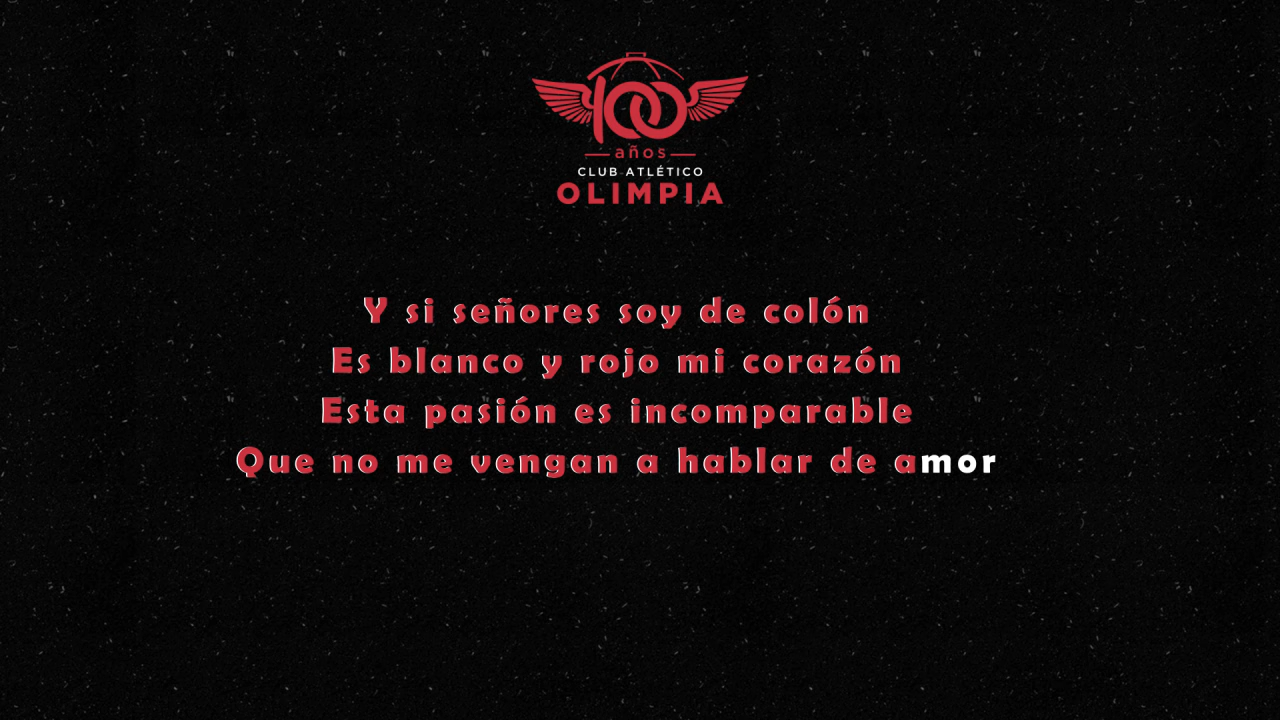 100
años
CLUB ATLÉTICO
OLIMPIA
Y si señores soy de colón
Es blanco y rojo mi corazón
Esta pasión es incomparable
Que no me vengan a hablar de amor